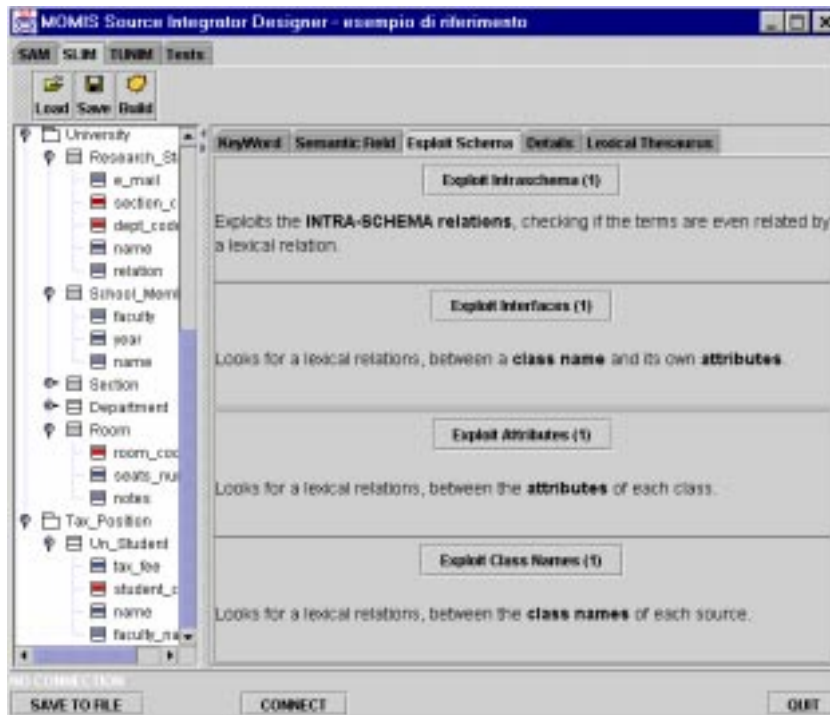 MOMIS Source Integrator Designer - esempio di riferimento
SAM SLIM TUNIM Tests
Load Save Build
University
Research_St
e_mail
section_c
dept_code
name
relation
School_Memb
faculty
year
name
Section
Department
Room
room_cod
seats_nu
notes
Tax_Position
Un_Student
tax_fee
student_c
name
faculty_na
KeyWord Semantic Field Exploit Schema Details Lexical Thesaurus
Exploit Intraschema (1)
Exploits the INTRA-SCHEMA relations, checking if the terms are even related by
a lexical relation.
Exploit Interfaces (1)
Looks for a lexical relations, between a class name and its own attributes.
Exploit Attributes (1)
Looks for a lexical relations, between the attributes of each class.
Exploit Class Names (1)
Looks for a lexical relations, between the class names of each source.
NO CONNECTION
SAVE TO FILE CONNECT QUIT